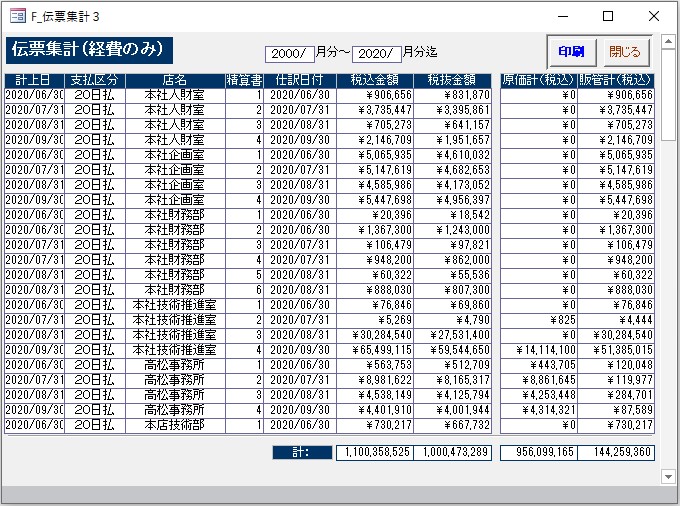 F_伝票集計３
伝票集計(経費のみ)
2000/ 月分～ 2020/ 月分迄
印刷 閉じる
計上日 支払区分 店名 精算書 仕訳日付 税込金額 税抜金額 原価計(税込) 販管計(税込)
2020/06/30 20日払 本社人財室 1 2020/06/30 ¥906,656 ¥831,870 ¥0 ¥906,656
2020/07/31 20日払 本社人財室 2 2020/07/31 ¥3,735,447 ¥3,395,861 ¥0 ¥3,735,447
2020/08/31 20日払 本社人財室 3 2020/08/31 ¥705,273 ¥641,157 ¥0 ¥705,273
2020/09/30 20日払 本社人財室 4 2020/09/30 ¥2,146,709 ¥1,951,657 ¥0 ¥2,146,709
2020/06/30 20日払 本社企画室 1 2020/06/30 ¥5,065,935 ¥4,610,032 ¥0 ¥5,065,935
2020/07/31 20日払 本社企画室 2 2020/07/31 ¥5,147,619 ¥4,682,653 ¥0 ¥5,147,619
2020/08/31 20日払 本社企画室 3 2020/08/31 ¥4,585,986 ¥4,173,052 ¥0 ¥4,585,986
2020/09/30 20日払 本社企画室 4 2020/09/30 ¥5,447,698 ¥4,956,397 ¥0 ¥5,447,698
2020/06/30 20日払 本社財務部 1 2020/06/30 ¥20,396 ¥18,542 ¥0 ¥20,396
2020/06/30 20日払 本社財務部 2 2020/06/30 ¥1,367,300 ¥1,243,000 ¥0 ¥1,367,300
2020/07/31 20日払 本社財務部 3 2020/07/31 ¥106,479 ¥97,821 ¥0 ¥106,479
2020/07/31 20日払 本社財務部 4 2020/07/31 ¥948,200 ¥862,000 ¥0 ¥948,200
2020/08/31 20日払 本社財務部 5 2020/08/31 ¥60,322 ¥55,536 ¥0 ¥60,322
2020/08/31 20日払 本社財務部 6 2020/08/31 ¥888,030 ¥807,300 ¥0 ¥888,030
2020/06/30 20日払 本社技術推進室 1 2020/06/30 ¥76,846 ¥69,860 ¥0 ¥76,846
2020/07/31 20日払 本社技術推進室 2 2020/07/31 ¥5,269 ¥4,790 ¥825 ¥4,444
2020/08/31 20日払 本社技術推進室 3 2020/08/31 ¥30,284,540 ¥27,531,400 ¥0 ¥30,284,540
2020/09/30 20日払 本社技術推進室 4 2020/09/30 ¥65,499,115 ¥59,544,650 ¥14,114,100 ¥51,385,015
2020/06/30 20日払 高松事務所 1 2020/06/30 ¥563,753 ¥512,709 ¥443,705 ¥120,048
2020/07/31 20日払 高松事務所 2 2020/07/31 ¥8,981,622 ¥8,165,317 ¥8,861,645 ¥119,977
2020/08/31 20日払 高松事務所 3 2020/08/31 ¥4,538,149 ¥4,125,794 ¥4,253,448 ¥284,701
2020/09/30 20日払 高松事務所 4 2020/09/30 ¥4,401,910 ¥4,001,944 ¥4,314,321 ¥87,589
2020/06/30 20日払 本店技術部 1 2020/06/30 ¥730,217 ¥667,732 ¥0 ¥730,217
計： 1,100,358,525 1,000,473,289 956,099,165 144,259,360